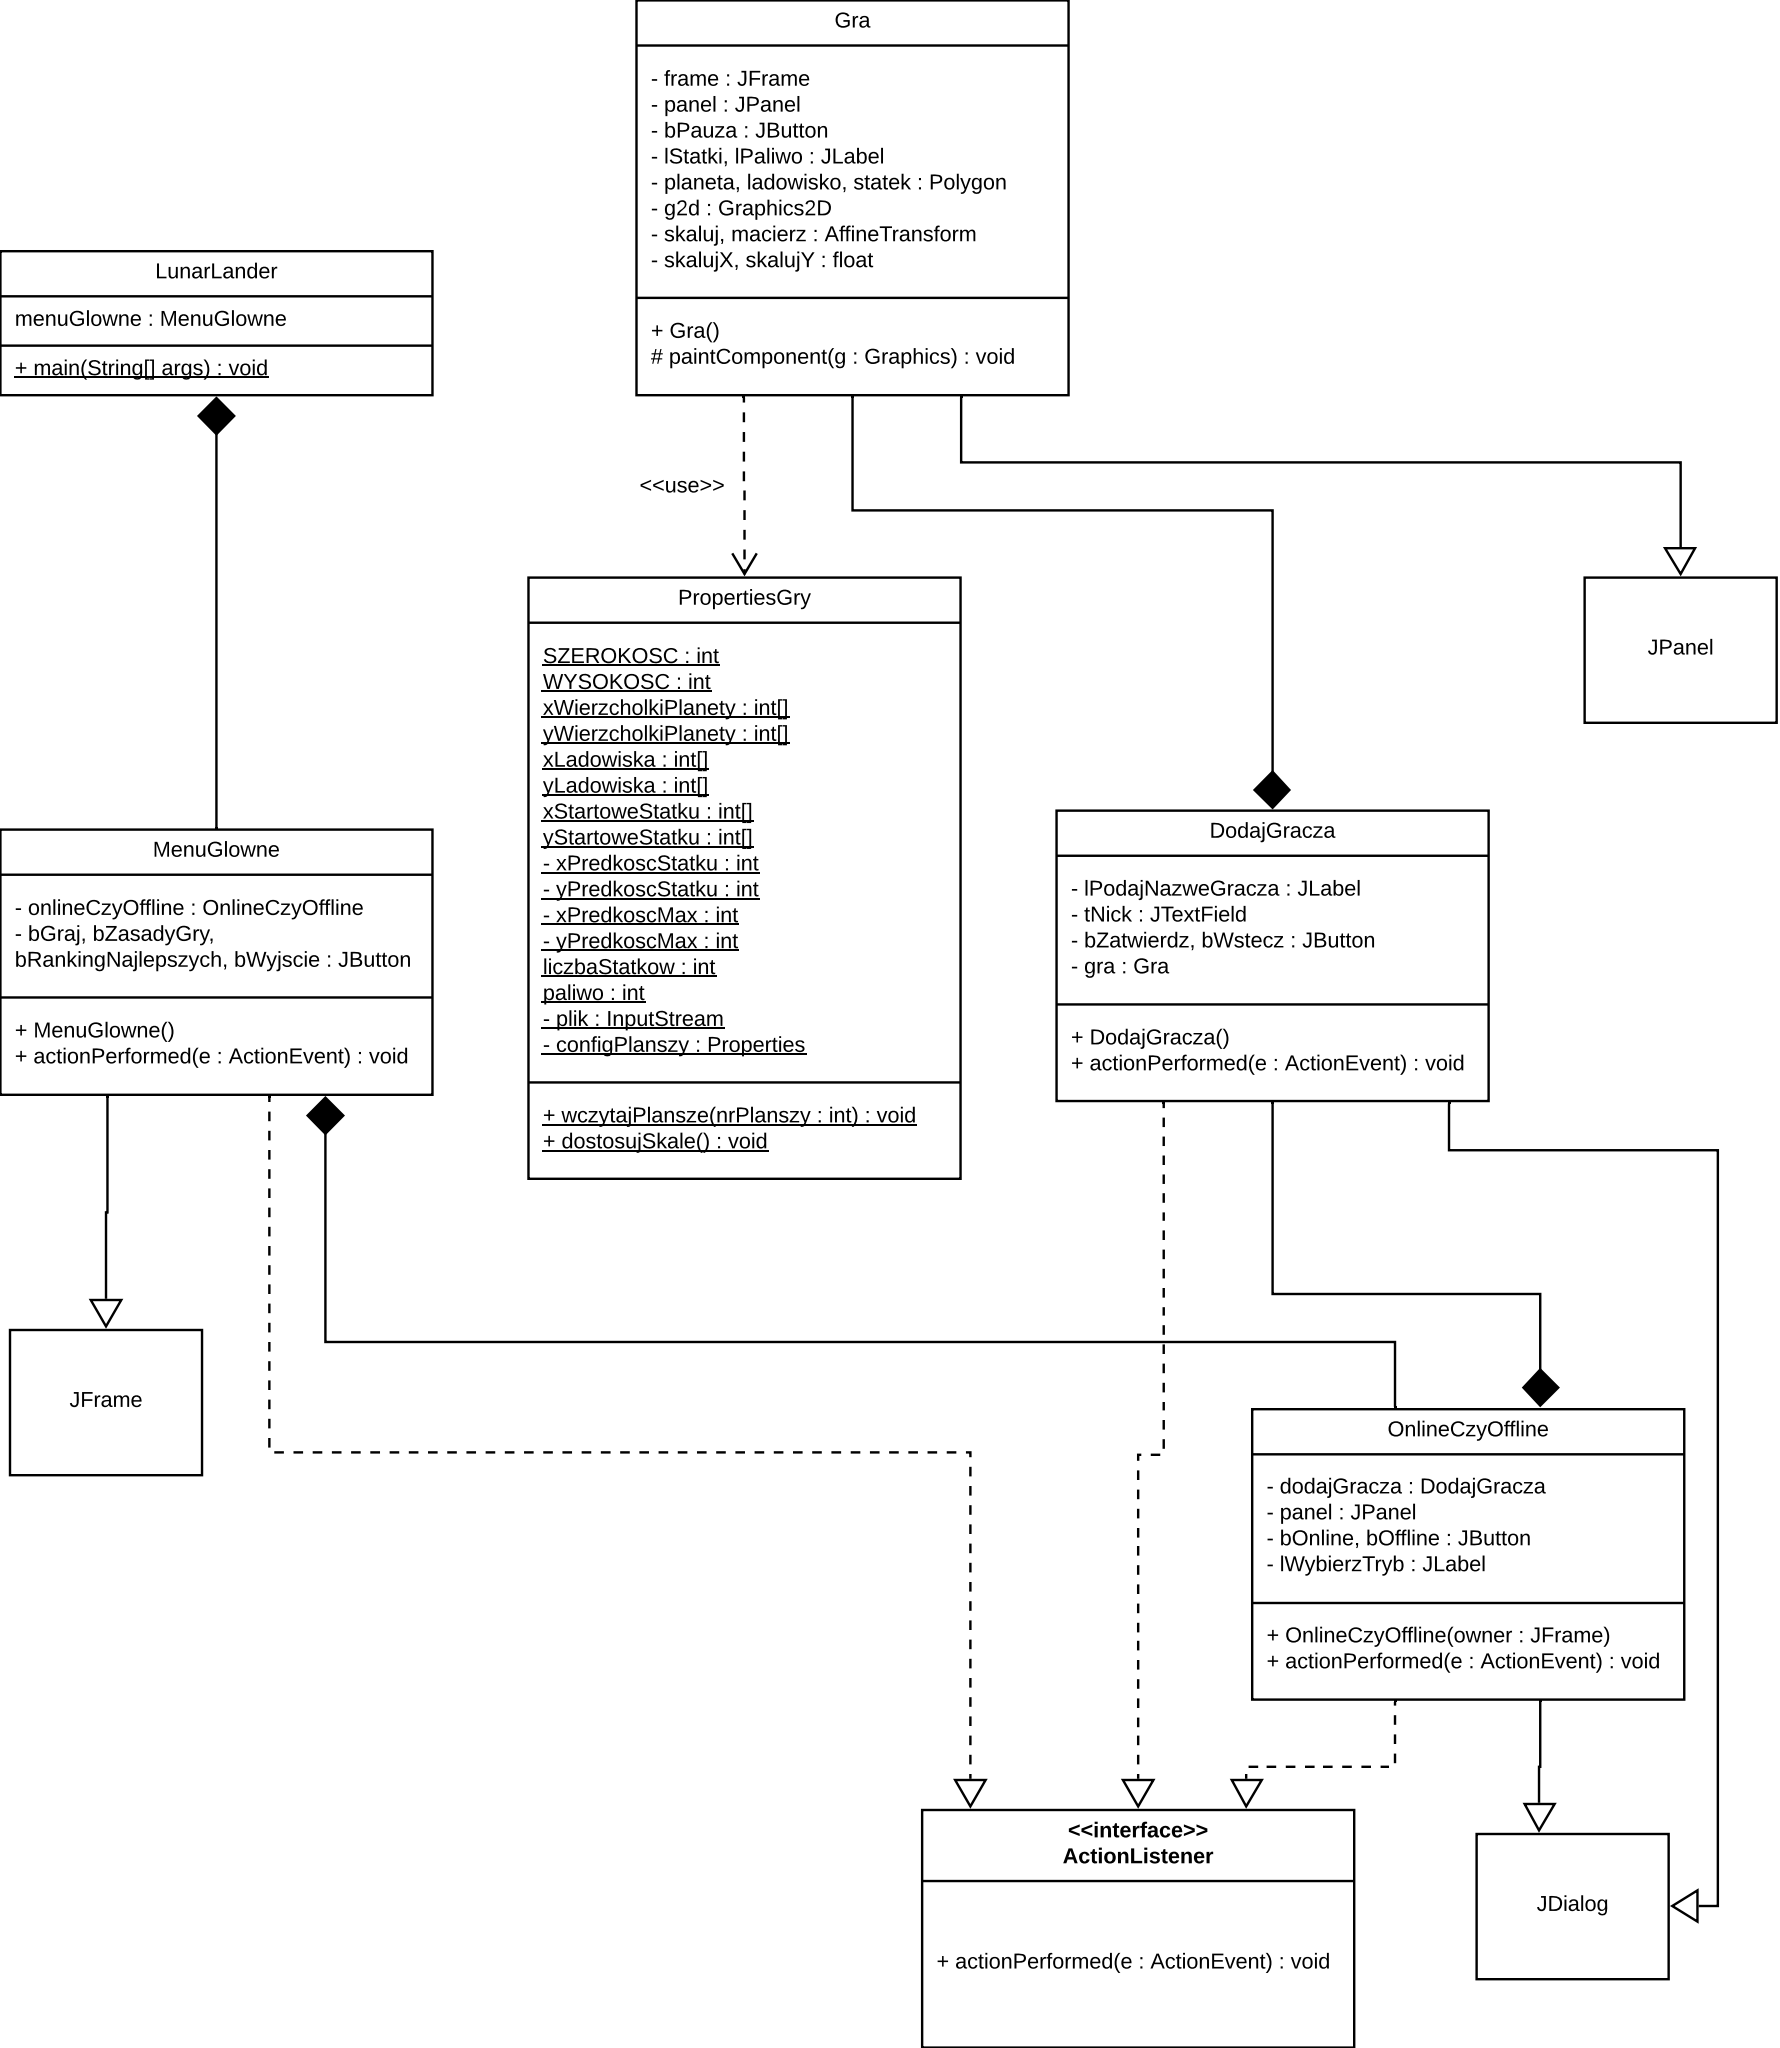 Gra
- frame : JFrame
- panel : JPanel
- bPauza : JButton
- lStatki, lPaliwo : JLabel
- planeta, ladowisko, statek : Polygon
- g2d : Graphics2D
- skaluj, macierz : AffineTransform
- skalujX, skalujY : float
+ Gra()
# paintComponent(g : Graphics) : void
LunarLander
menuGlowne : MenuGlowne
+ main(String[] args) : void
<<use>>
PropertiesGry
SZEROKOSC : int
WYSOKOSC : int
xWierzcholkiPlanety : int[]
yWierzcholkiPlanety : int[]
xLadowiska : int[]
yLadowiska : int[]
xStartoweStatku : int[]
yStartoweStatku : int[]
- xPredkoscStatku : int
- yPredkoscStatku : int
- xPredkoscMax : int
- yPredkoscMax : int
liczbaStatkow : int
paliwo : int
- plik : InputStream
- configPlanszy : Properties
+ wczytajPlansze(nrPlanszy : int) : void
+ dostosujSkale() : void
JPanel
MenuGlowne
- onlineCzyOffline : OnlineCzyOffline
- bGraj, bZasadyGry,
bRankingNajlepszych, bWyjscie : JButton
+ MenuGlowne()
+ actionPerformed(e : ActionEvent) : void
DodajGracza
- lPodajNazweGracza : JLabel
- tNick : JTextField
- bZatwierdz, bWstecz : JButton
- gra : Gra
+ DodajGracza()
+ actionPerformed(e : ActionEvent) : void
JFrame
OnlineCzyOffline
- dodajGracza : DodajGracza
- panel : JPanel
- bOnline, bOffline : JButton
- lWybierzTryb : JLabel
+ OnlineCzyOffline(owner : JFrame)
+ actionPerformed(e : ActionEvent) : void
<<interface>>
ActionListener
+ actionPerformed(e : ActionEvent) : void
JDialog